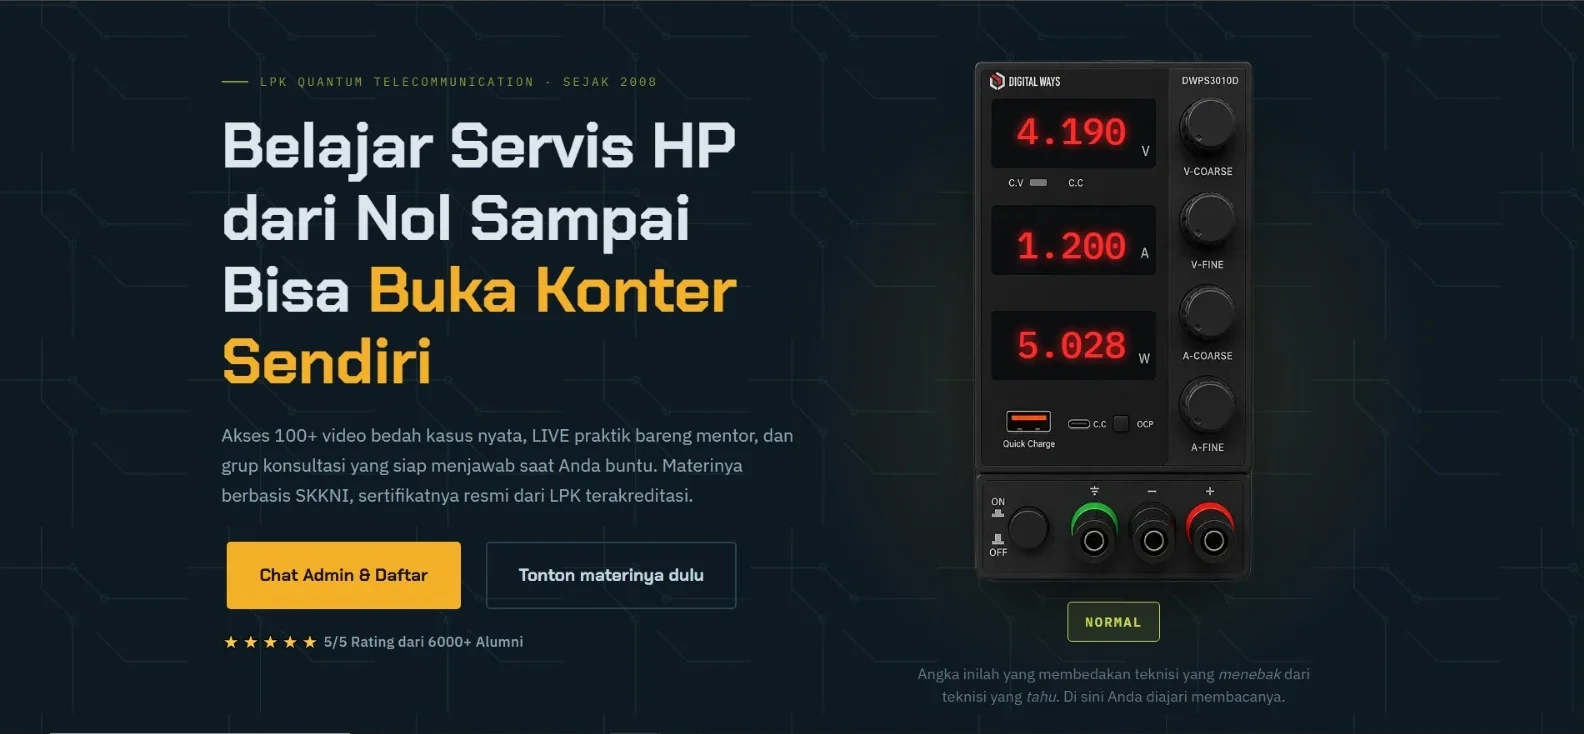 LPK QUANTUM TELECOMMUNICATION · SEJAK 2008
Belajar Servis HP
dari Nol Sampai
Bisa Buka Konter
Sendiri
Akses 100+ video bedah kasus nyata, LIVE praktik bareng mentor, dan
grup konsultasi yang siap menjawab saat Anda buntu. Materinya
berbasis SKKNI, sertifikatnya resmi dari LPK terakreditasi.
Chat Admin & Daftar
Tonton materinya dulu
★ ★ ★ ★ ★ 5/5 Rating dari 6000+ Alumni
DIGITAL WAYS
DWPS3010D
4.190 V
C.V C.C
V-COARSE
1.200 A
V-FINE
5.028 W
A-COARSE
Quick Charge
C.C
OCP
A-FINE
ON
OFF
− +
NORMAL
Angka inilah yang membedakan teknisi yang menebak dari
teknisi yang tahu. Di sini Anda diajari membacanya.